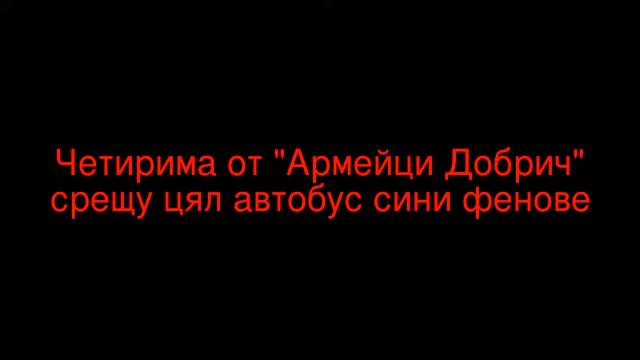 Четирима от "Армейци Добрич"
срещу цял автобус сини фенове